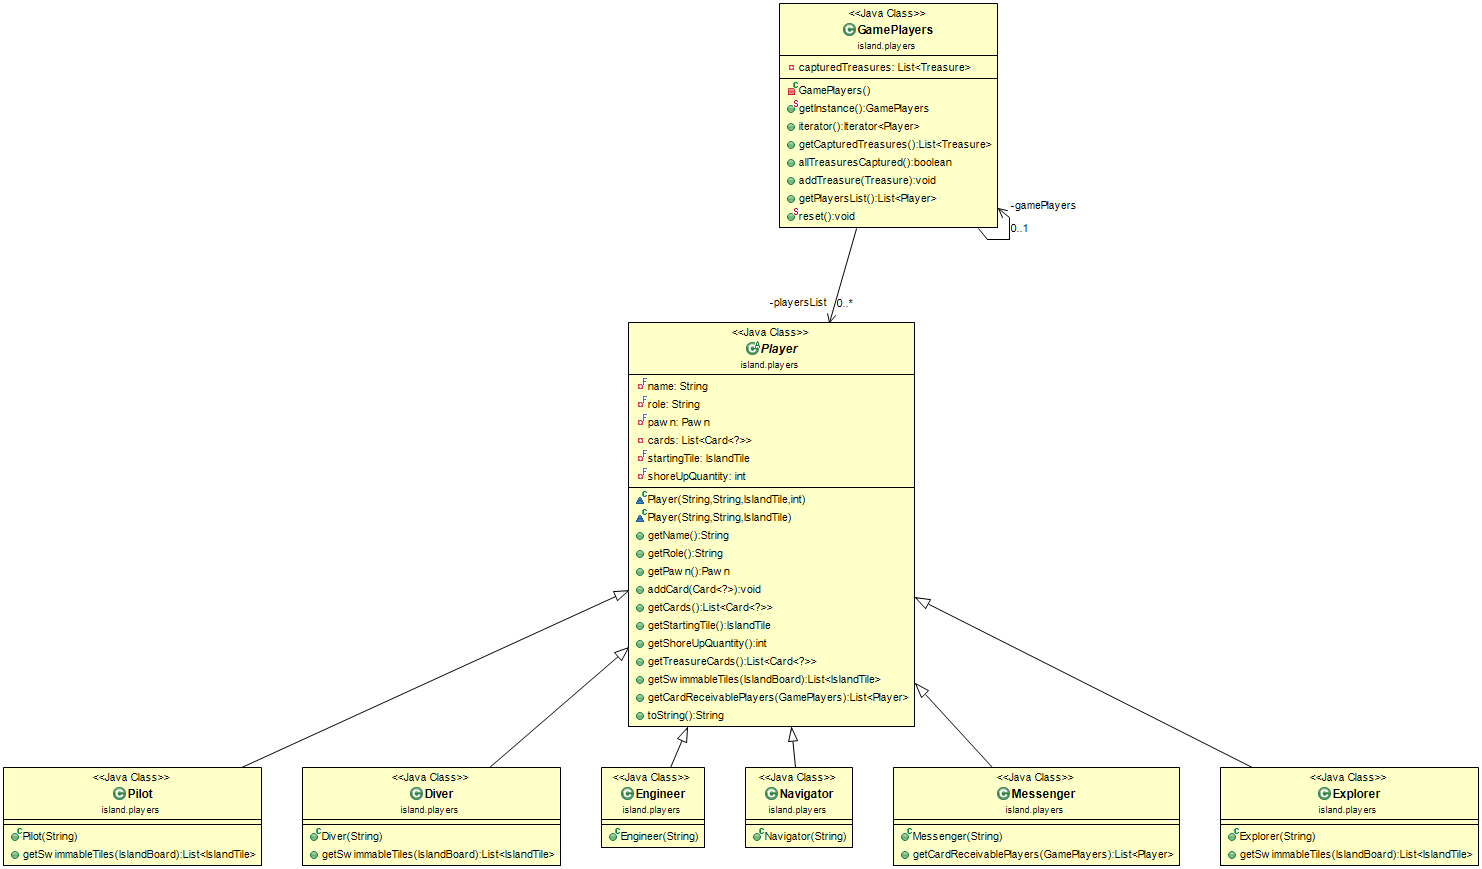 <<Java Class>>
GamePlayers
island.players
capturedTreasures: List<Treasure>
GamePlayers()
getInstance():GamePlayers
iterator():Iterator<Player>
getCapturedTreasures():List<Treasure>
allTreasuresCaptured():boolean
addTreasure(Treasure):void
getPlayersList():List<Player>
reset():void
-gamePlayers
0..1
-playersList 0..*
<<Java Class>>
Player
island.players
name: String
role: String
pawn: Pawn
cards: List<Card<?>>
startingTile: IslandTile
shoreUpQuantity: int
Player(String,String,IslandTile,int)
Player(String,String,IslandTile)
getName():String
getRole():String
getPawn():Pawn
addCard(Card<?>):void
getCards():List<Card<?>>
getStartingTile():IslandTile
getShoreUpQuantity():int
getTreasureCards():List<Card<?>>
getSwimmableTiles(IslandBoard):List<IslandTile>
getCardReceivablePlayers(GamePlayers):List<Player>
toString():String
<<Java Class>>
Pilot
island.players
Pilot(String)
getSwimmableTiles(IslandBoard):List<IslandTile>
<<Java Class>>
Diver
island.players
Diver(String)
getSwimmableTiles(IslandBoard):List<IslandTile>
<<Java Class>>
Engineer
island.players
Engineer(String)
<<Java Class>>
Navigator
island.players
Navigator(String)
<<Java Class>>
Messenger
island.players
Messenger(String)
getCardReceivablePlayers(GamePlayers):List<Player>
<<Java Class>>
Explorer
island.players
Explorer(String)
getSwimmableTiles(IslandBoard):List<IslandTile>